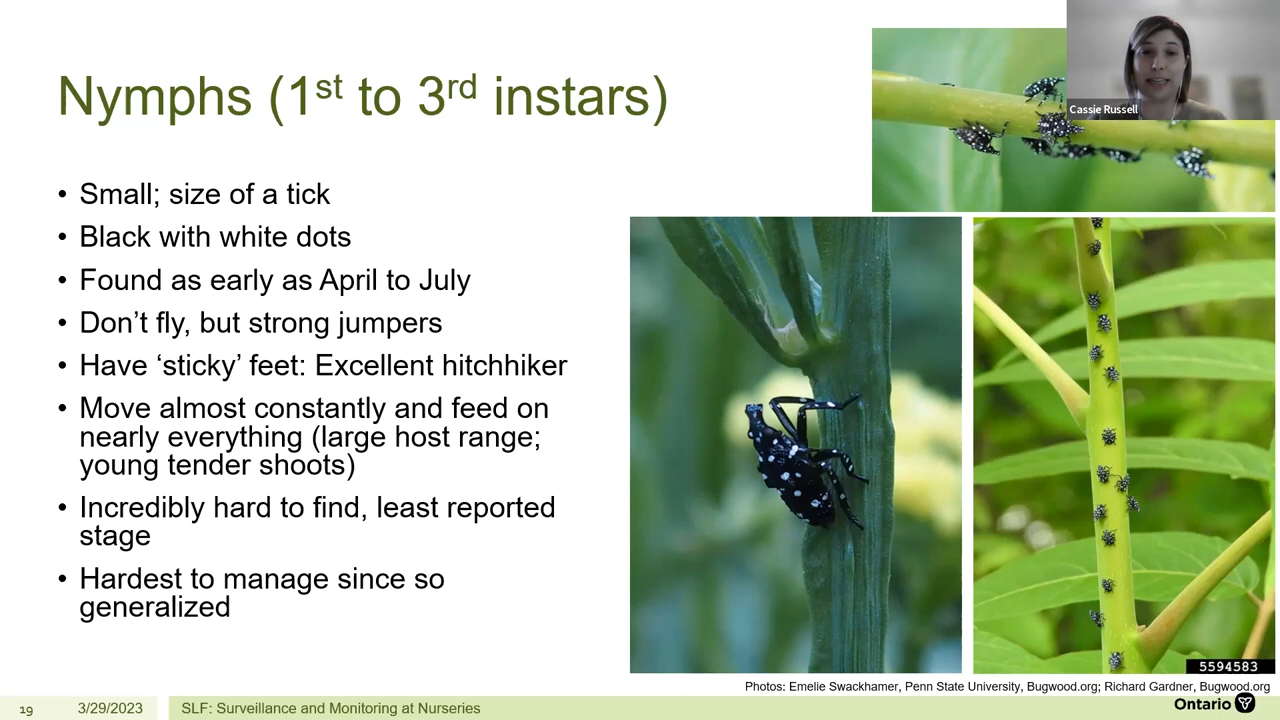 Nymphs (1st to 3rd instars)
Cassie Russell
• Small; size of a tick
• Black with white dots
• Found as early as April to July
• Don’t fly, but strong jumpers
• Have ‘sticky’ feet: Excellent hitchhiker
• Move almost constantly and feed on
nearly everything (large host range;
young tender shoots)
• Incredibly hard to find, least reported
stage
• Hardest to manage since so
generalized
5594583
Photos: Emelie Swackhamer, Penn State University, Bugwood.org; Richard Gardner, Bugwood.org
19 3/29/2023 SLF: Surveillance and Monitoring at Nurseries
Ontario